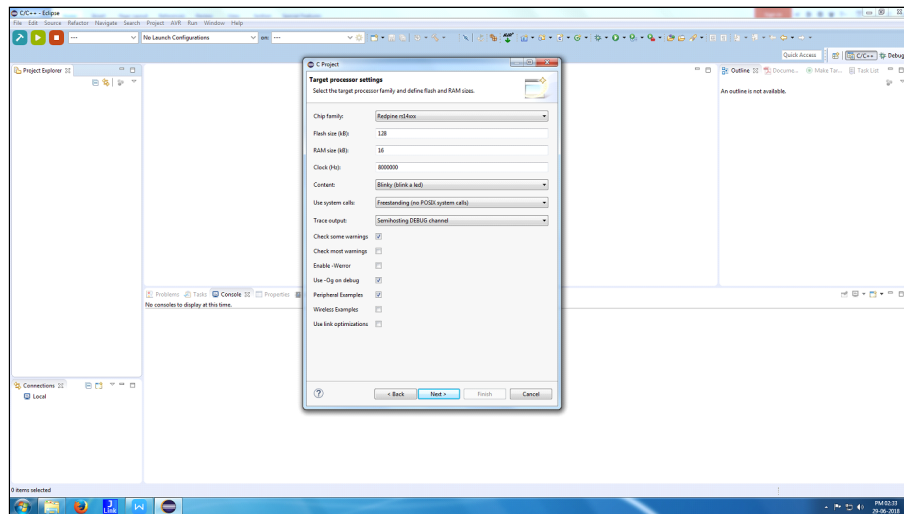 C/C++ - Eclipse
File Edit Source Refactor Navigate Search Project AVR Run Window Help
No Launch Configurations
on:
Quick Access
C/C++
Debug
Project Explorer
C Project
Target processor settings
Select the target processor family and define flash and RAM sizes.
Chip family:
Flash size (kB): 128
RAM size (kB): 16
Clock (Hz): 8000000
Content: Blinky (blink a led)
Use system calls: Freestanding (no POSIX system calls)
Trace output: Semihosting DEBUG channel
Check some warnings
Check most warnings
Enable -Werror
Use -Og on debug
Peripheral Examples
Wireless Examples
Use link optimizations
< Back Next > Finish Cancel
Outline Docume... Make Tar... Task List
An outline is not available.
Problems Tasks Console Properties
No consoles to display at this time.
Connections
Local
0 items selected
PM 02:33
29-06-2018